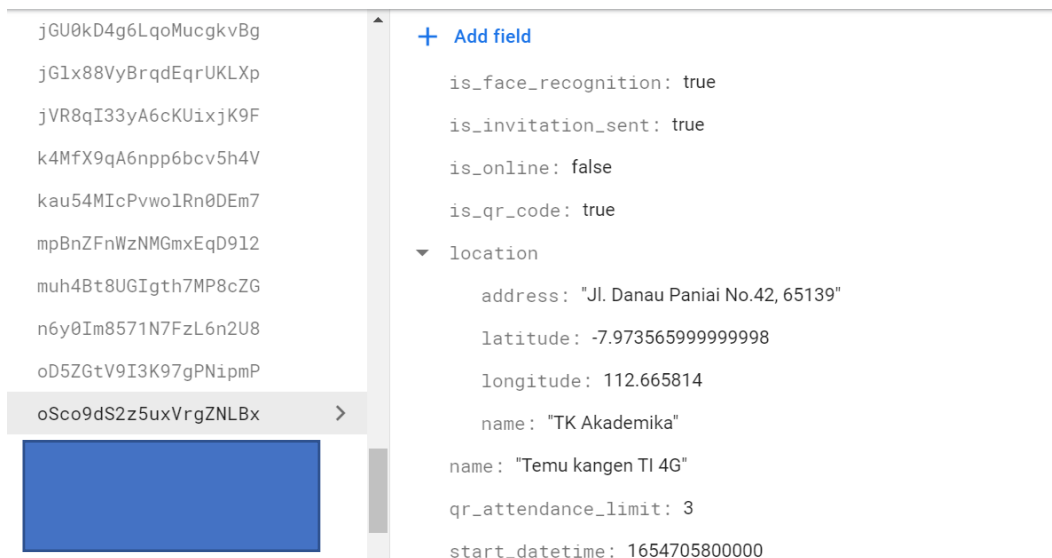 jGU0kD4g6LqoMucgkvBg
jGlx88VyBrqdEqrUKLXp
jVR8qI33yA6cKUixjK9F
k4MfX9qA6npp6bcv5h4V
kau54MIcPvwolRn0DEm7
mpBnZFnWzNMGmxEqD9l2
muh4Bt8UGIgth7MP8cZG
n6y0Im8571N7FzL6n2U8
oD5ZGtV9I3K97gPNipmP
oSco9dS2z5uxVrgZNLBx
+ Add field
is_face_recognition: true
is_invitation_sent: true
is_online: false
is_qr_code: true
location
address: "Jl. Danau Paniai No.42, 65139"
latitude: -7.973565999999998
longitude: 112.665814
name: "TK Akademika"
name: "Temu kangen TI 4G"
qr_attendance_limit: 3
start_datetime: 1654705800000